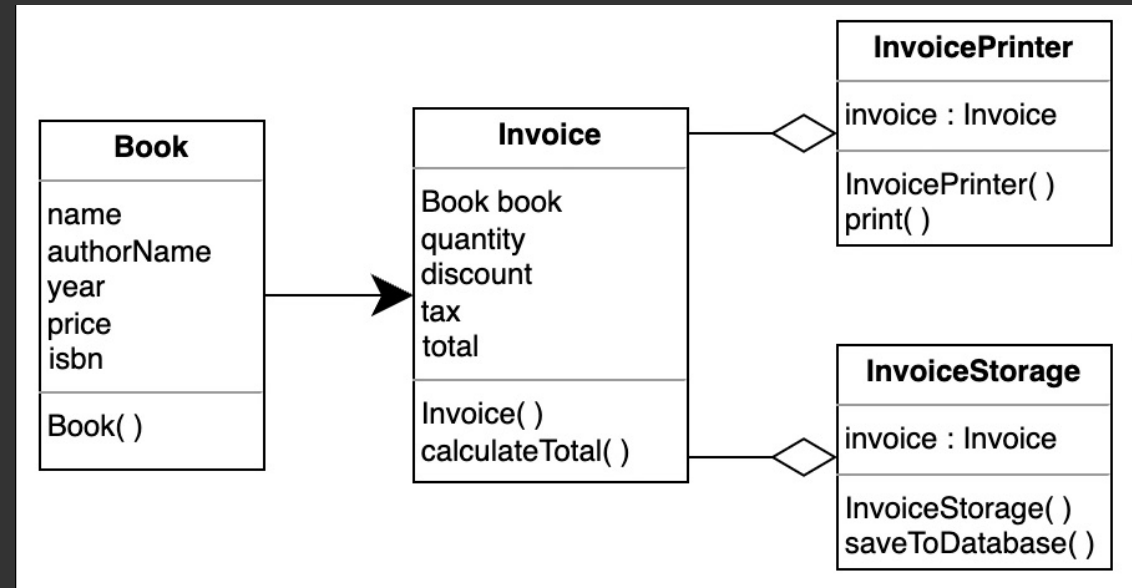 Book
name
authorName
year
price
isbn
Book( )
Invoice
Book book
quantity
discount
tax
total
Invoice( )
calculateTotal( )
InvoicePrinter
invoice : Invoice
InvoicePrinter( )
print( )
InvoiceStorage
invoice : Invoice
InvoiceStorage( )
saveToDatabase( )